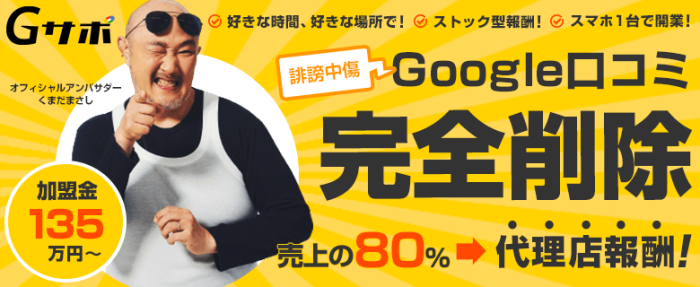 Gサポ
好きな時間、好きな場所で! ストック型報酬! スマホ1台で開業!
オフィシャルアンバサダー
くまだまさし
誹謗中傷
Google口コミ
完全削除
加盟金
135
万円~
売上の80% 代理店報酬!